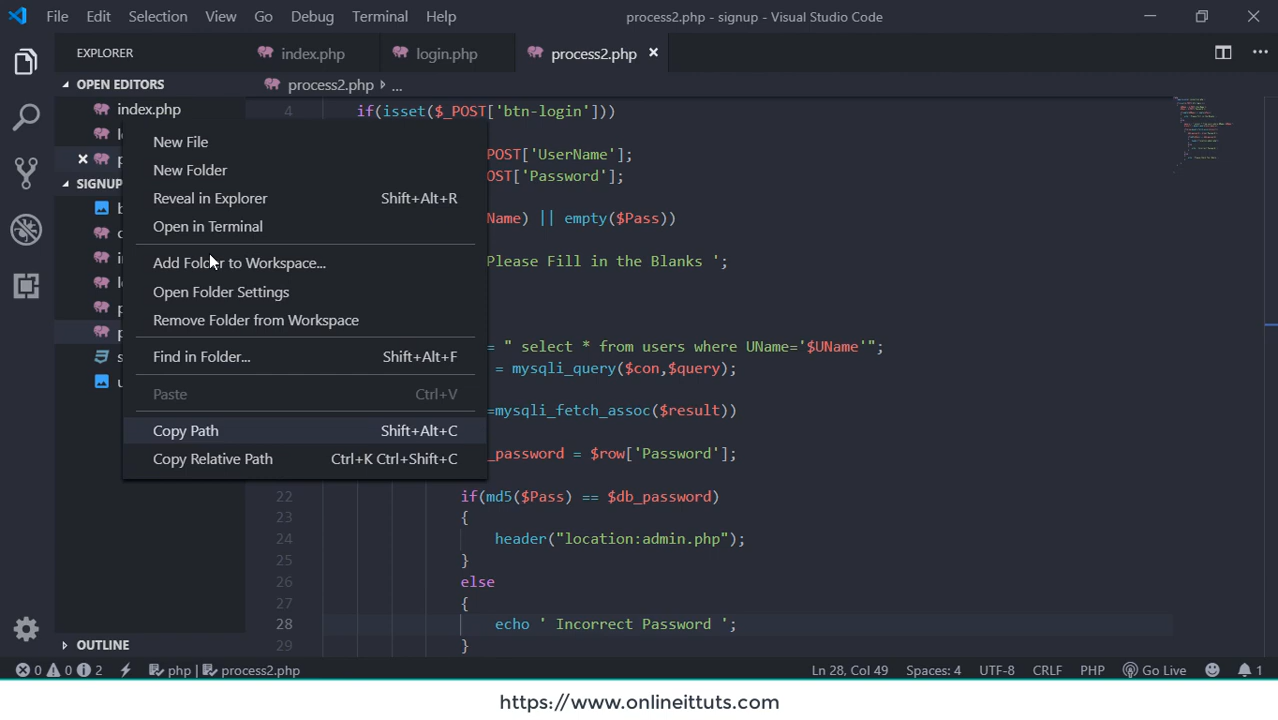 File Edit Selection View Go Debug Terminal Help process2.php - signup - Visual Studio Code
EXPLORER index.php login.php process2.php
OPEN EDITORS process2.php › ...
index.php 4 if(isset($_POST['btn-login']))
New File
POST['UserName'];
New Folder POST['Password'];
SIGNUP
Reveal in Explorer Shift+Alt+R
Name) || empty($Pass))
Open in Terminal
Add Folder to Workspace... Please Fill in the Blanks ';
Open Folder Settings
Remove Folder from Workspace
= " select * from users where UName='$UName'";
Find in Folder... Shift+Alt+F = mysqli_query($con,$query);
Paste Ctrl+V
=mysqli_fetch_assoc($result))
Copy Path Shift+Alt+C
Copy Relative Path Ctrl+K Ctrl+Shift+C _password = $row['Password'];
22 if(md5($Pass) == $db_password)
23 {
24 header("location:admin.php");
25 }
26 else
27 {
28 echo ' Incorrect Password ';
29 }
OUTLINE
0 0 2 php | process2.php Ln 28, Col 49 Spaces: 4 UTF-8 CRLF PHP Go Live 1
https://www.onlineittuts.com